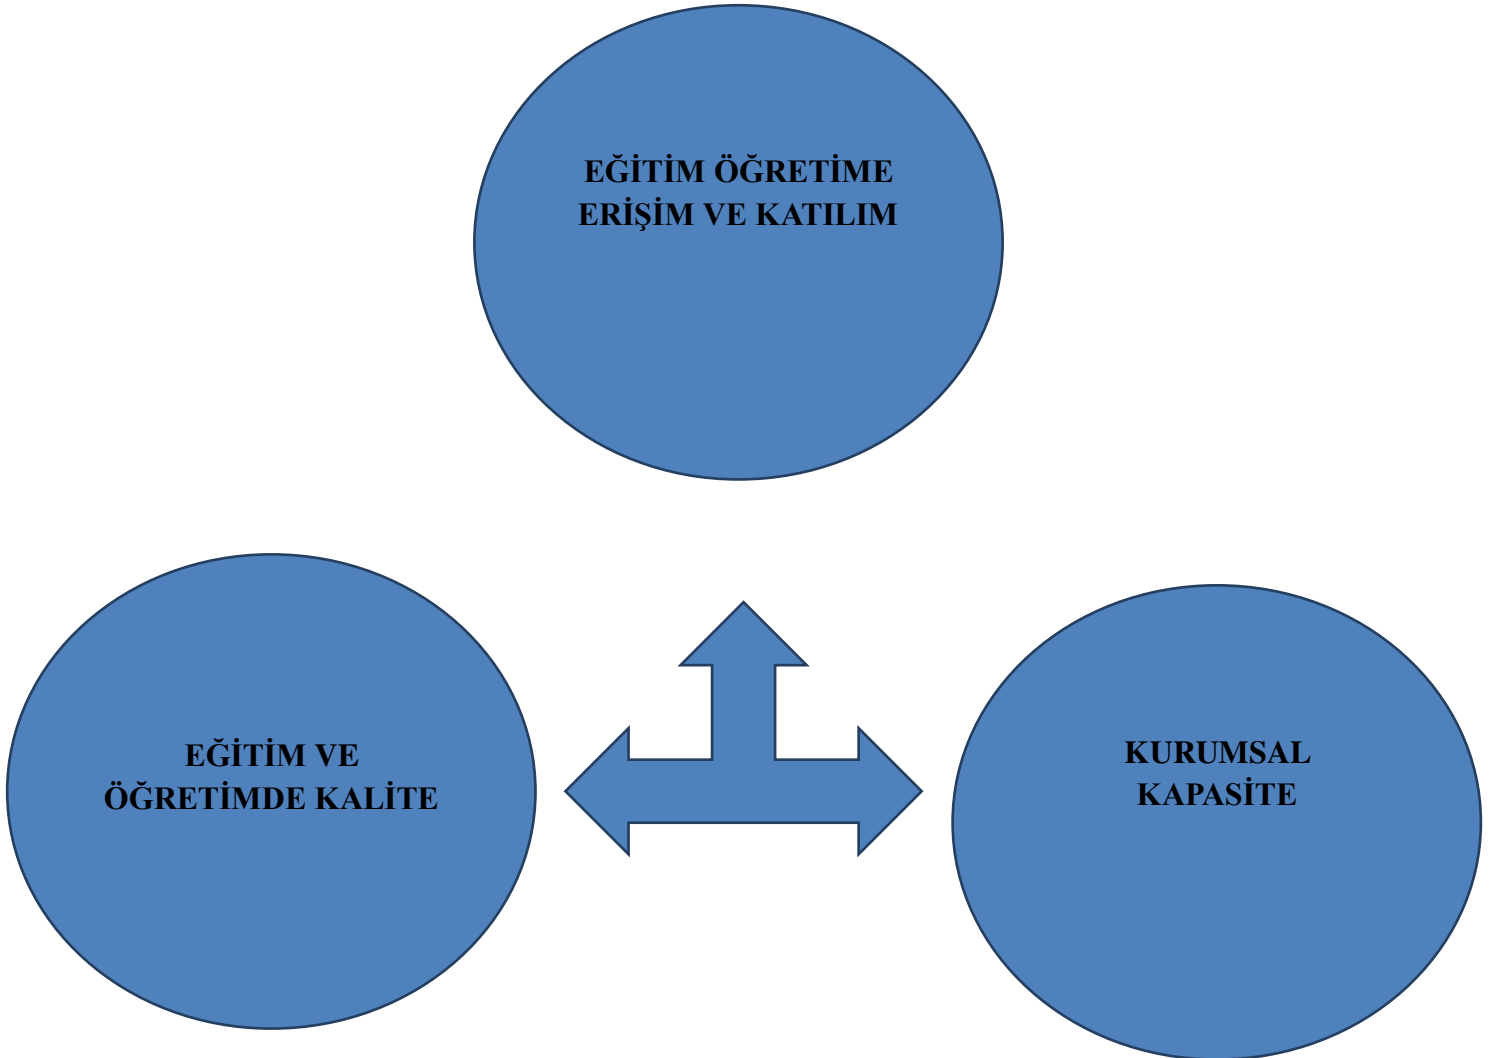 EĞİTİM ÖĞRETİME
ERİŞİM VE KATILIM
EĞİTİM VE
ÖĞRETİMDE KALİTE
KURUMSAL
KAPASİTE